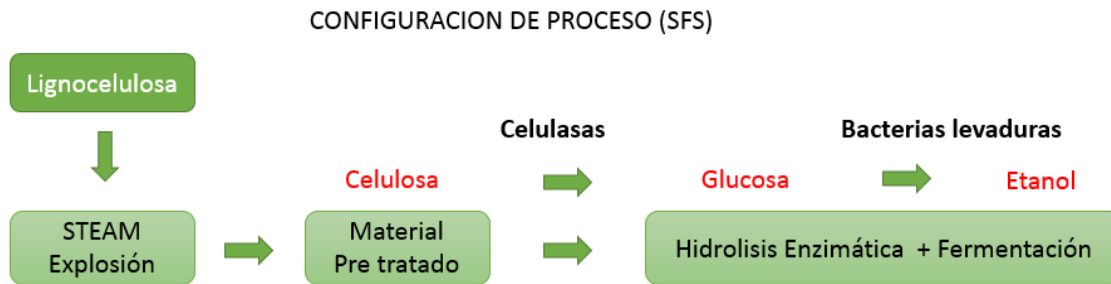 CONFIGURACION DE PROCESO (SFS)
Lignocelulosa
Celulasas
Bacterias levaduras
Celulosa
Glucosa
Etanol
STEAM
Explosión
Material
Pre tratado
Hidrolisis Enzimática + Fermentación